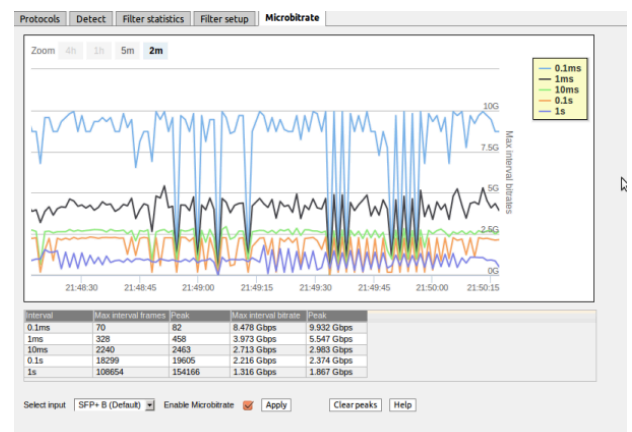 Protocols Detect Filter statistics Filter setup Microbitrate
Zoom 4h 1h 5m 2m
0.1ms
1ms
10ms
0.1s
1s
10G
7.5G
5G
2.5G
0G
Max interval bitrates
21:48:30 21:48:45 21:49:00 21:49:15 21:49:30 21:49:45 21:50:00 21:50:15
Interval Max interval frames Peak Max interval bitrate Peak
0.1ms 70 82 8.478 Gbps 9.932 Gbps
1ms 328 458 3.973 Gbps 5.547 Gbps
10ms 2240 2463 2.713 Gbps 2.983 Gbps
0.1s 18299 19605 2.216 Gbps 2.374 Gbps
1s 108654 154166 1.316 Gbps 1.867 Gbps
Select input SFP+ B (Default) Enable Microbitrate Apply Clear peaks Help